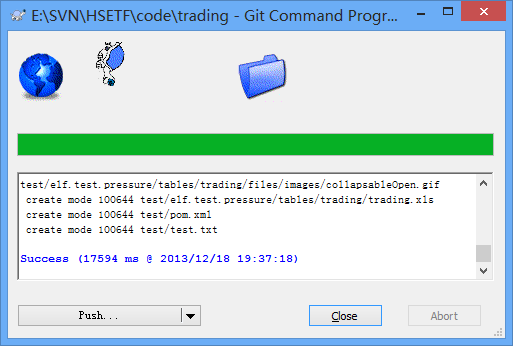 E:\SVN\HSETF\code\trading - Git Command Progr...
test/elf.test.pressure/tables/trading/files/images/collapsableOpen.gif
create mode 100644 test/elf.test.pressure/tables/trading/trading.xls
create mode 100644 test/pom.xml
create mode 100644 test/test.txt
Success (17594 ms @ 2013/12/18 19:37:18)
Push...
Close
Abort